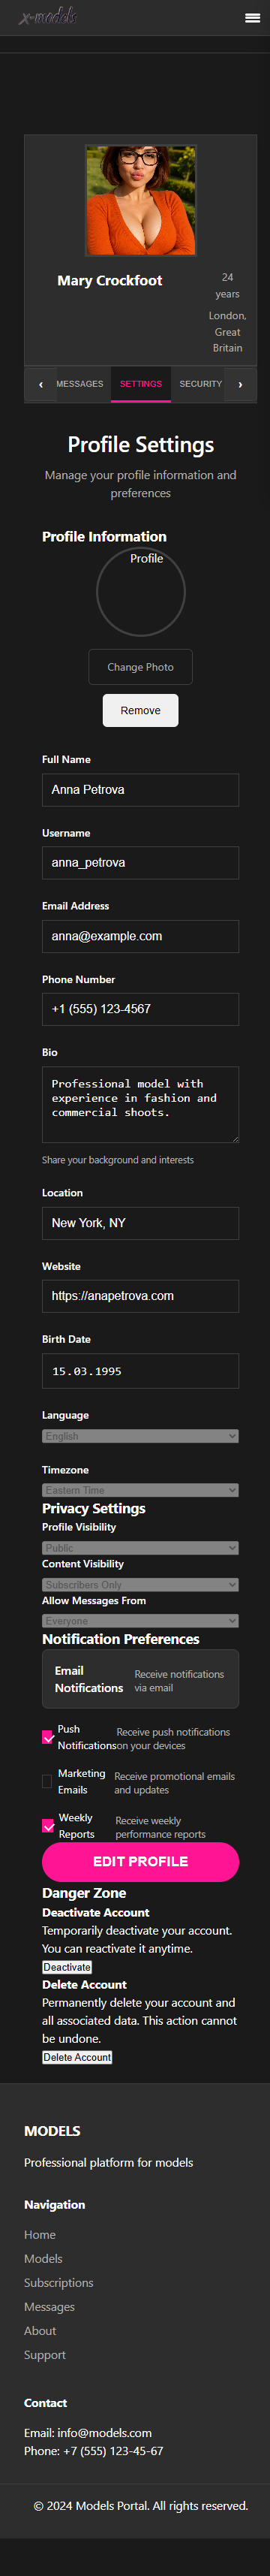 x-models
Mary Crockfoot
24
years
London,
Great
Britain
‹
MESSAGES
SETTINGS
SECURITY
›
Profile Settings
Manage your profile information and
preferences
Profile Information
Profile
Change Photo
Remove
Full Name
Anna Petrova
Username
anna_petrova
Email Address
anna@example.com
Phone Number
+1 (555) 123-4567
Bio
Professional model with
experience in fashion and
commercial shoots.
Share your background and interests
Location
New York, NY
Website
https://anapetrova.com
Birth Date
15.03.1995
Language
English
Timezone
Eastern Time
Privacy Settings
Profile Visibility
Public
Content Visibility
Subscribers Only
Allow Messages From
Everyone
Notification Preferences
Email
Notifications
Receive notifications
via email
Push
Notifications
Receive push notifications
on your devices
Marketing
Emails
Receive promotional emails
and updates
Weekly
Reports
Receive weekly
performance reports
EDIT PROFILE
Danger Zone
Deactivate Account
Temporarily deactivate your account.
You can reactivate it anytime.
Deactivate
Delete Account
Permanently delete your account and
all associated data. This action cannot
be undone.
Delete Account
MODELS
Professional platform for models
Navigation
Home
Models
Subscriptions
Messages
About
Support
Contact
Email: info@models.com
Phone: +7 (555) 123-45-67
© 2024 Models Portal. All rights reserved.